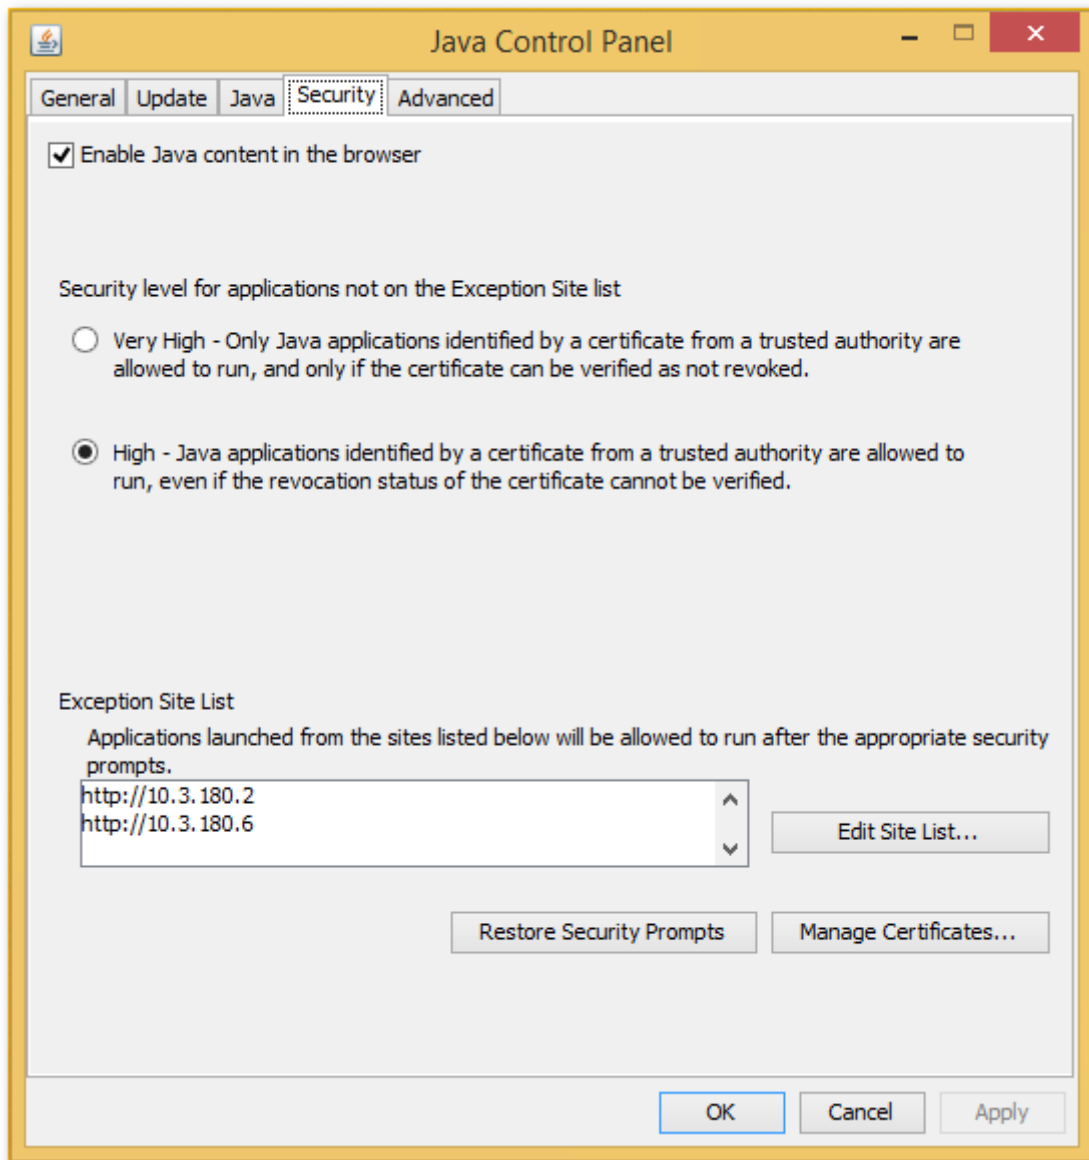 Java Control Panel
General Update Java Security Advanced
Enable Java content in the browser
Security level for applications not on the Exception Site list
Very High - Only Java applications identified by a certificate from a trusted authority are
allowed to run, and only if the certificate can be verified as not revoked.
High - Java applications identified by a certificate from a trusted authority are allowed to
run, even if the revocation status of the certificate cannot be verified.
Exception Site List
Applications launched from the sites listed below will be allowed to run after the appropriate security
prompts.
http://10.3.180.2
http://10.3.180.6
Edit Site List...
Restore Security Prompts Manage Certificates...
OK Cancel Apply